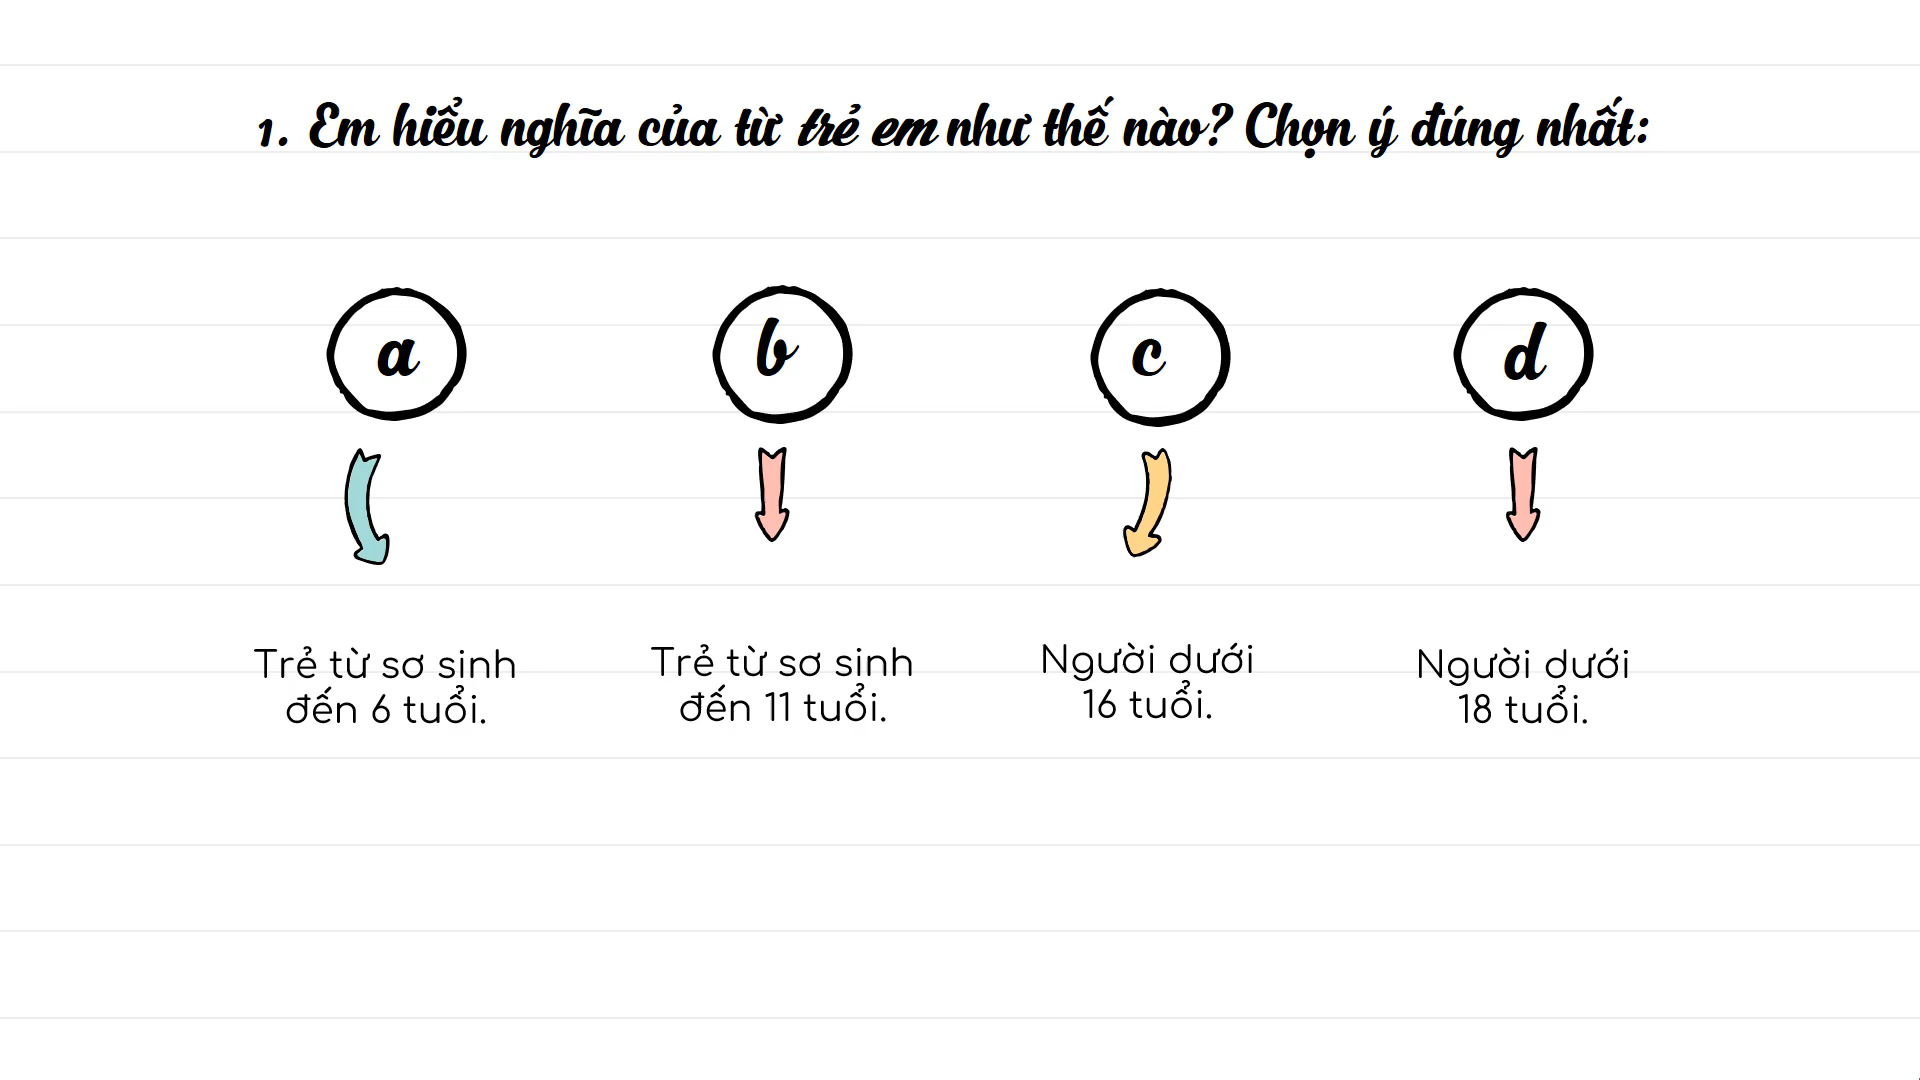 1. Em hiểu nghĩa của từ trẻ em như thế nào? Chọn ý đúng nhất:
a
b
c
d
Trẻ từ sơ sinh
đến 6 tuổi.
Trẻ từ sơ sinh
đến 11 tuổi.
Người dưới
16 tuổi.
Người dưới
18 tuổi.